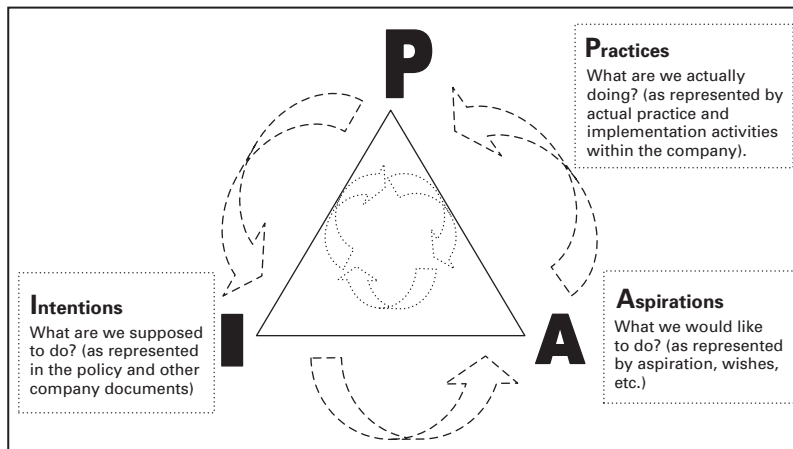 P
Practices
What are we actually
doing? (as represented by
actual practice and
implementation activities
within the company).
Intentions
What are we supposed
to do? (as represented
in the policy and other
company documents)
I
A
Aspirations
What we would like
to do? (as represented
by aspiration, wishes,
etc.)